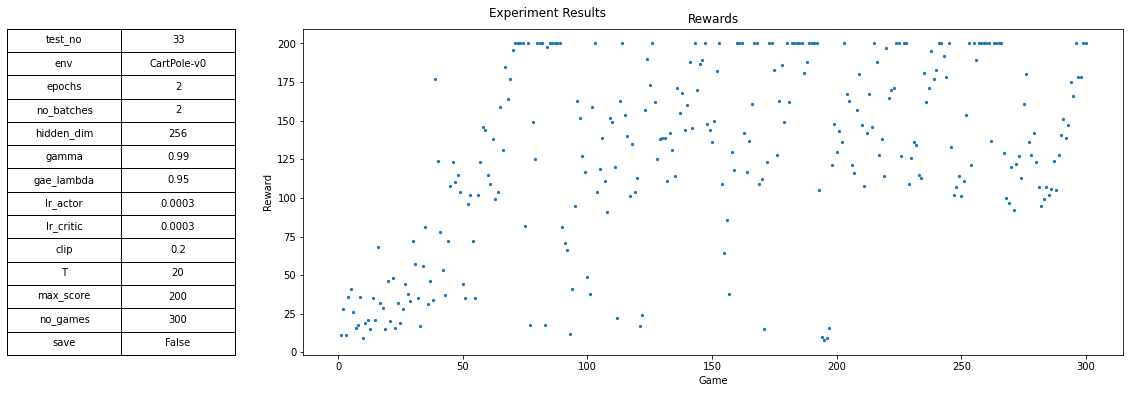 Experiment Results
test_no 33
env CartPole-v0
epochs 2
no_batches 2
hidden_dim 256
gamma 0.99
gae_lambda 0.95
lr_actor 0.0003
lr_critic 0.0003
clip 0.2
T 20
max_score 200
no_games 300
save False
Rewards
Reward
200
175
150
125
100
75
50
25
0
0 50 100 150 200 250 300
Game